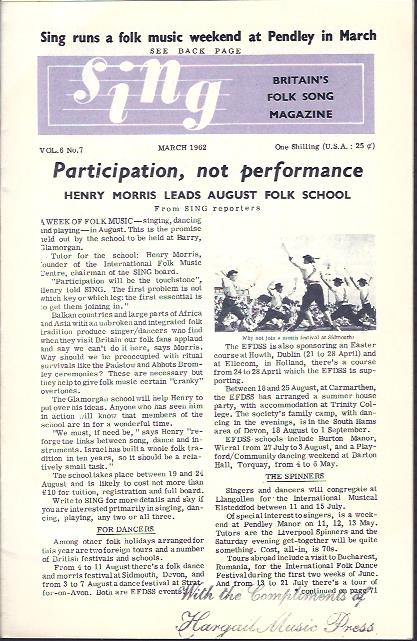 Sing runs a folk music weekend at Pendley in March
SEE BACK PAGE
sing
BRITAIN'S
FOLK SONG
MAGAZINE
VOL.6 No.7
MARCH 1962
One Shilling (U.S.A. : 25 ¢)
Participation, not performance
HENRY MORRIS LEADS AUGUST FOLK SCHOOL
From SING reporters
A WEEK OF FOLK MUSIC—singing, dancing
and playing—in August. This is the promise
held out by the school to be held at Barry,
Glamorgan.
Tutor for the school: Henry Morris,
founder of the International Folk Music
Centre, chairman of the SING board.
"Participation will be the touchstone",
Henry told SING. The first problem is not
which key or which leg: the first essential is
to get them joining in."
Balkan countries and large parts of Africa
and Asia with an unbroken and integrated folk
tradition produce singer/dancers who find
when they visit Britain our folk fans applaud
and say we can't do it here, says Morris.
Why should we be preoccupied with ritual
survivals like the Padstow and Abbots Brom-
ley ceremonies? These are necessary but
they help to give folk music certain "cranky"
overtones.
The Glamorgan school will help Henry to
put over his ideas. Anyone who has seen him
in action will know that members of the
school are in for a wonderful time.
"We must, if need be," says Henry "re-
forge the links between song, dance and in-
struments. Israel has built a whole folk tra-
dition in ten years, so it should be a rela-
tively small task."
The school takes place between 19 and 24
August and is likely to cost not more than
£10 for tuition, registration and full board.
Write to SING for more details and say if
you are interested primarily in singing, dan-
cing, playing, any two or all three.
FOR DANCERS
Among other folk holidays arranged for
this year are two foreign tours and a number
of British festivals and schools.
From 4 to 11 August there's a folk dance
and morris festival at Sidmouth, Devon, and
from 3 to 7 August a dance festival at Strat-
for-on-Avon. Both are EFDSS events.
Why not join a month festival at Sidmouth?
The EFDSS is also sponsoring an Easter
course at Howth, Dublin (21 to 28 April) and
at Ellecom, in Holland, there's a course
from 24 to 29 April which the EFDSS is sup-
porting.
Between 18 and 25 August, at Carmarthen,
the EFDSS has arranged a summer house
party, with accommodation at Trinity Col-
lege. The society's family camp, with dan-
cing in the evenings, is in the South Hams
area of Devon, 18 August to 1 September.
EFDSS schools include Burton Manor,
Wirral from 27 July to 3 August, and a Play-
ford/Community dancing weekend at Darton
Hall, Torquay, from 4 to 6 May.
THE SPINNERS
Singers and dancers will congregate at
Llangollen for the International Musical
Eisteddfod between 11 and 15 July.
Of special interest to singers, is a week-
end at Pendley Manor on 11, 12, 13 May.
Tutors are the Liverpool Spinners and the
Saturday evening get-together will be quite
something. Cost, all-in, is 70s.
Tours abroad include a visit to Bucharest,
Rumania, for the International Folk Dance
Festival during the first two weeks of June.
And from 13 to 21 July there's a tour of
continued on page 71
With the Compliments of
Hargail Music Press